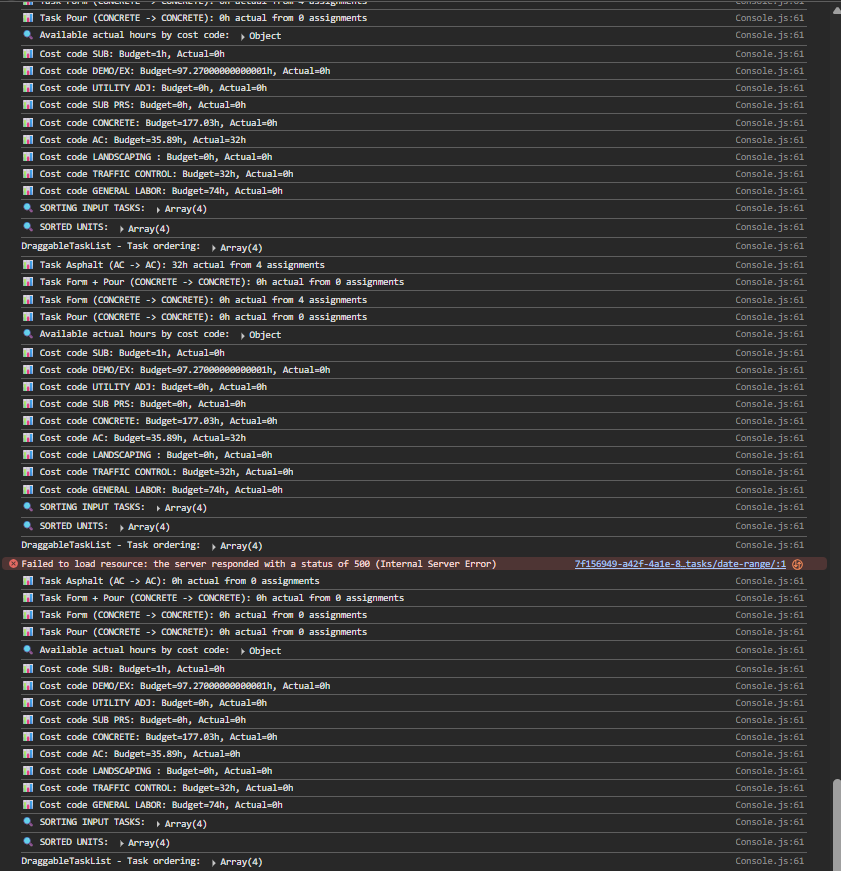 Task Form (CONCRETE -> CONCRETE): 0h actual from 4 assignments
Task Pour (CONCRETE -> CONCRETE): 0h actual from 0 assignments Console.js:61
Available actual hours by cost code: ▶ Object Console.js:61
Cost code SUB: Budget=1h, Actual=0h Console.js:61
Cost code DEMO/EX: Budget=97.27000000000001h, Actual=0h Console.js:61
Cost code UTILITY ADJ: Budget=0h, Actual=0h Console.js:61
Cost code SUB PRS: Budget=0h, Actual=0h Console.js:61
Cost code CONCRETE: Budget=177.03h, Actual=0h Console.js:61
Cost code AC: Budget=35.89h, Actual=32h Console.js:61
Cost code LANDSCAPING : Budget=0h, Actual=0h Console.js:61
Cost code TRAFFIC CONTROL: Budget=32h, Actual=0h Console.js:61
Cost code GENERAL LABOR: Budget=74h, Actual=0h Console.js:61
SORTING INPUT TASKS: ▶ Array(4) Console.js:61
SORTED UNITS: ▶ Array(4) Console.js:61
DraggableTaskList - Task ordering: ▶ Array(4) Console.js:61
Task Asphalt (AC -> AC): 32h actual from 4 assignments Console.js:61
Task Form + Pour (CONCRETE -> CONCRETE): 0h actual from 0 assignments Console.js:61
Task Form (CONCRETE -> CONCRETE): 0h actual from 4 assignments Console.js:61
Task Pour (CONCRETE -> CONCRETE): 0h actual from 0 assignments Console.js:61
Available actual hours by cost code: ▶ Object Console.js:61
Cost code SUB: Budget=1h, Actual=0h Console.js:61
Cost code DEMO/EX: Budget=97.27000000000001h, Actual=0h Console.js:61
Cost code UTILITY ADJ: Budget=0h, Actual=0h Console.js:61
Cost code SUB PRS: Budget=0h, Actual=0h Console.js:61
Cost code CONCRETE: Budget=177.03h, Actual=0h Console.js:61
Cost code AC: Budget=35.89h, Actual=32h Console.js:61
Cost code LANDSCAPING : Budget=0h, Actual=0h Console.js:61
Cost code TRAFFIC CONTROL: Budget=32h, Actual=0h Console.js:61
Cost code GENERAL LABOR: Budget=74h, Actual=0h Console.js:61
SORTING INPUT TASKS: ▶ Array(4) Console.js:61
SORTED UNITS: ▶ Array(4) Console.js:61
DraggableTaskList - Task ordering: ▶ Array(4) Console.js:61
Failed to load resource: the server responded with a status of 500 (Internal Server Error) 7f156949-a42f-4a1e-8…tasks/date-range/:1
Task Asphalt (AC -> AC): 0h actual from 0 assignments Console.js:61
Task Form + Pour (CONCRETE -> CONCRETE): 0h actual from 0 assignments Console.js:61
Task Form (CONCRETE -> CONCRETE): 0h actual from 0 assignments Console.js:61
Task Pour (CONCRETE -> CONCRETE): 0h actual from 0 assignments Console.js:61
Available actual hours by cost code: ▶ Object Console.js:61
Cost code SUB: Budget=1h, Actual=0h Console.js:61
Cost code DEMO/EX: Budget=97.27000000000001h, Actual=0h Console.js:61
Cost code UTILITY ADJ: Budget=0h, Actual=0h Console.js:61
Cost code SUB PRS: Budget=0h, Actual=0h Console.js:61
Cost code CONCRETE: Budget=177.03h, Actual=0h Console.js:61
Cost code AC: Budget=35.89h, Actual=0h Console.js:61
Cost code LANDSCAPING : Budget=0h, Actual=0h Console.js:61
Cost code TRAFFIC CONTROL: Budget=32h, Actual=0h Console.js:61
Cost code GENERAL LABOR: Budget=74h, Actual=0h Console.js:61
SORTING INPUT TASKS: ▶ Array(4) Console.js:61
SORTED UNITS: ▶ Array(4) Console.js:61
DraggableTaskList - Task ordering: ▶ Array(4) Console.js:61